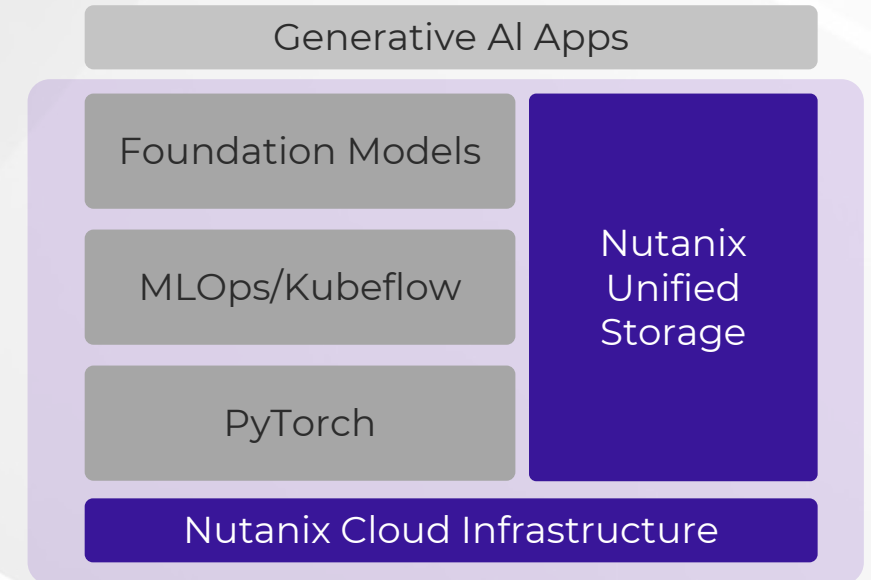 Generative AI Apps
Foundation Models
MLOps/Kubeflow
PyTorch
Nutanix
Unified
Storage
Nutanix Cloud Infrastructure